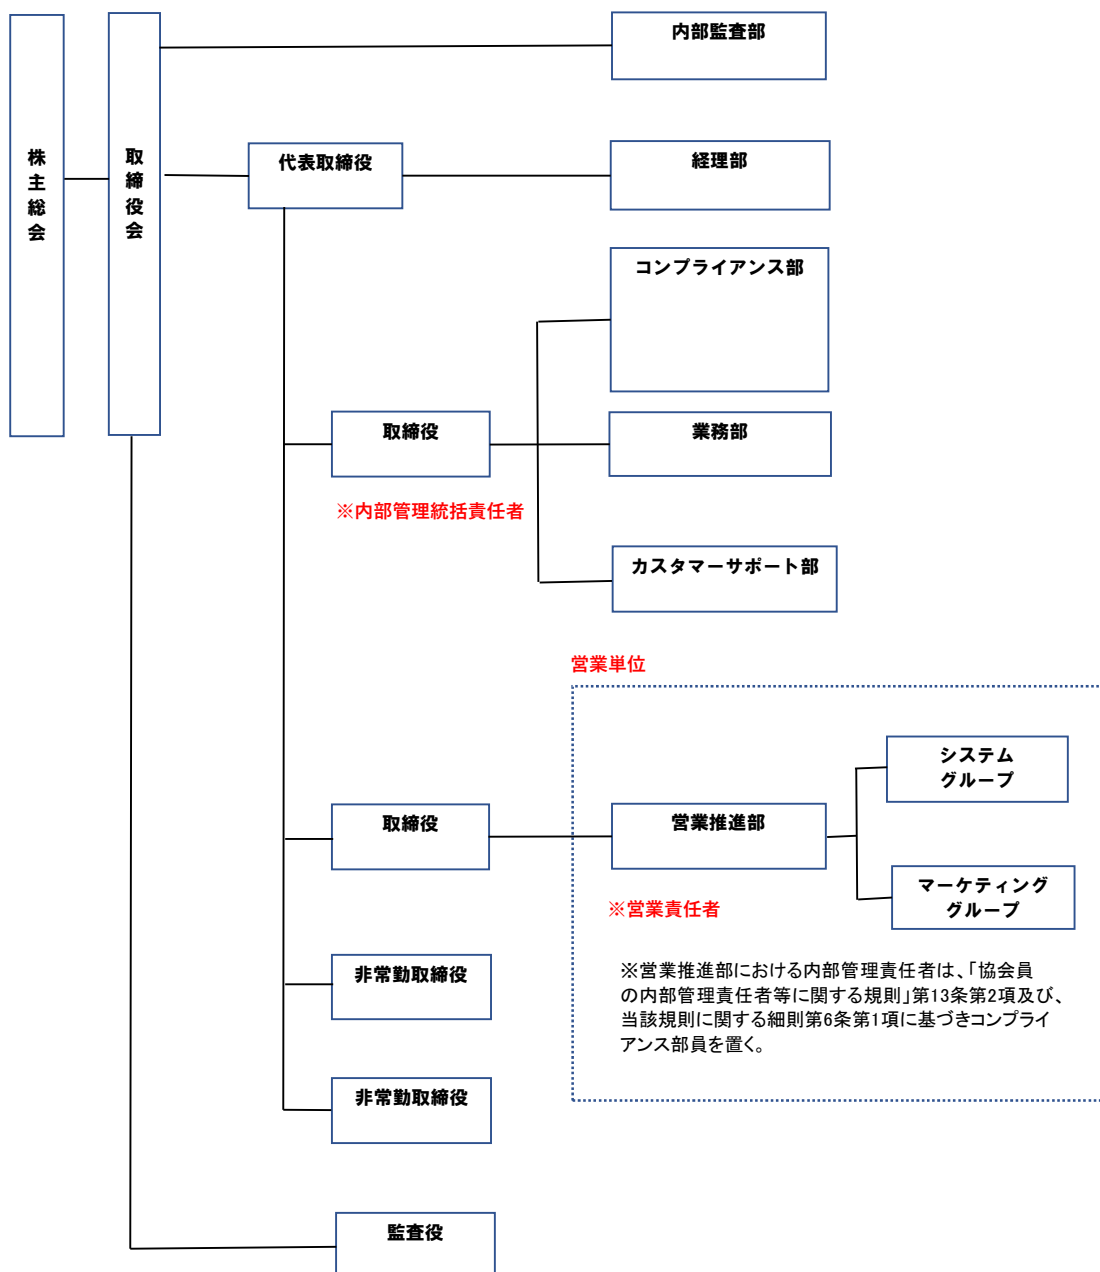 株主総会
取締役会
内部監査部
代表取締役
経理部
コンプライアンス部
取締役
業務部
※内部管理統括責任者
カスタマーサポート部
営業単位
システム
グループ
取締役
営業推進部
マーケティング
グループ
※営業責任者
※営業推進部における内部管理責任者は、「協会員
の内部管理責任者等に関する規則」第13条第2項及び、
当該規則に関する細則第6条第1項に基づきコンプライ
アンス部員を置く。
非常勤取締役
非常勤取締役
監査役